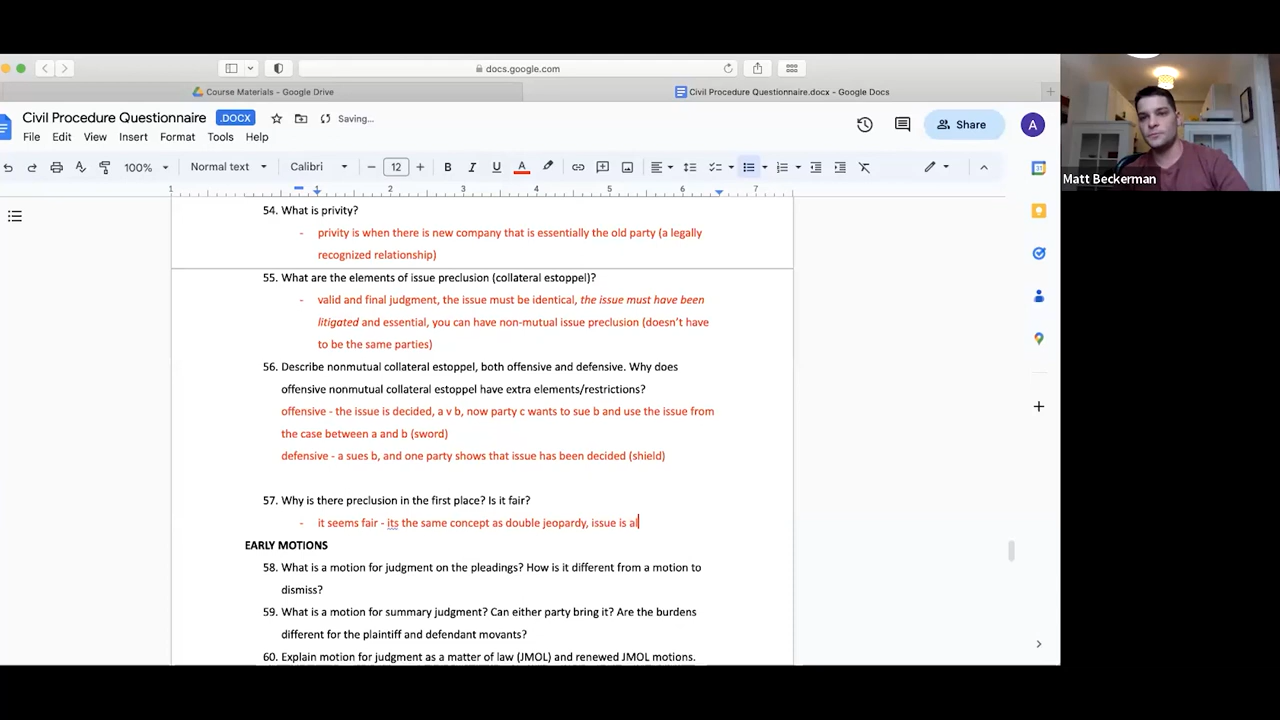 docs.google.com
Course Materials - Google Drive
Civil Procedure Questionnaire.docx - Google Docs
Civil Procedure Questionnaire .DOCX Saving...
File Edit View Insert Format Tools Help
Share
A
100% Normal text Calibri 12 B I U A
1 1 2 3 4 5 6 7
Matt Beckerman
54. What is privity?
- privity is when there is new company that is essentially the old party (a legally
recognized relationship)
55. What are the elements of issue preclusion (collateral estoppel)?
- valid and final judgment, the issue must be identical, the issue must have been
litigated and essential, you can have non-mutual issue preclusion (doesn't have
to be the same parties)
56. Describe nonmutual collateral estoppel, both offensive and defensive. Why does
offensive nonmutual collateral estoppel have extra elements/restrictions?
offensive - the issue is decided, a v b, now party c wants to sue b and use the issue from
the case between a and b (sword)
defensive - a sues b, and one party shows that issue has been decided (shield)
57. Why is there preclusion in the first place? Is it fair?
- it seems fair - its the same concept as double jeopardy, issue is al
EARLY MOTIONS
58. What is a motion for judgment on the pleadings? How is it different from a motion to
dismiss?
59. What is a motion for summary judgment? Can either party bring it? Are the burdens
different for the plaintiff and defendant movants?
60. Explain motion for judgment as a matter of law (JMOL) and renewed JMOL motions.